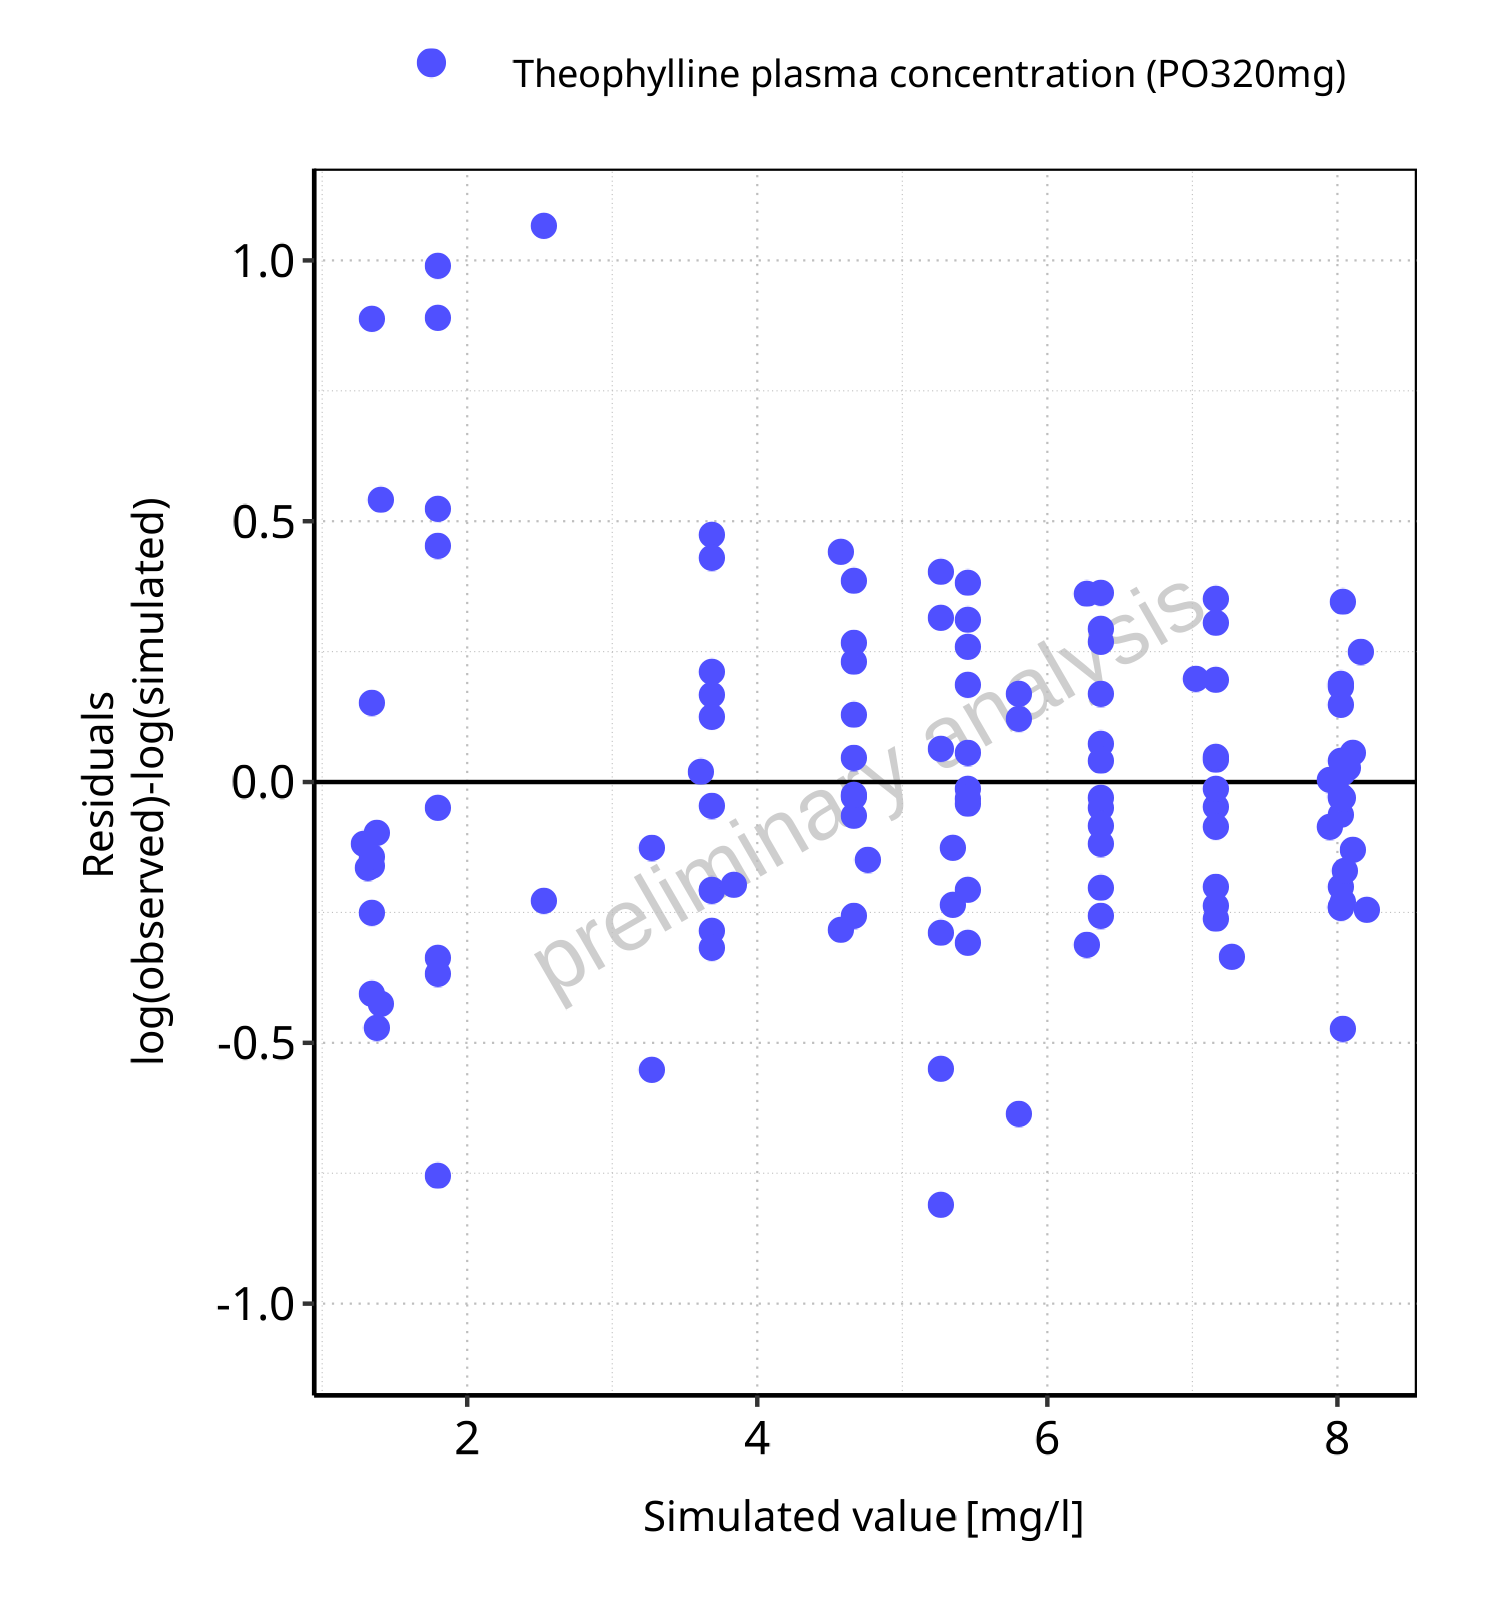 Theophylline plasma concentration (PO320mg)
Residuals
log(observed)-log(simulated)
1.0
0.5
0.0
-0.5
-1.0
preliminary analysis
2 4 6 8
Simulated value [mg/l]